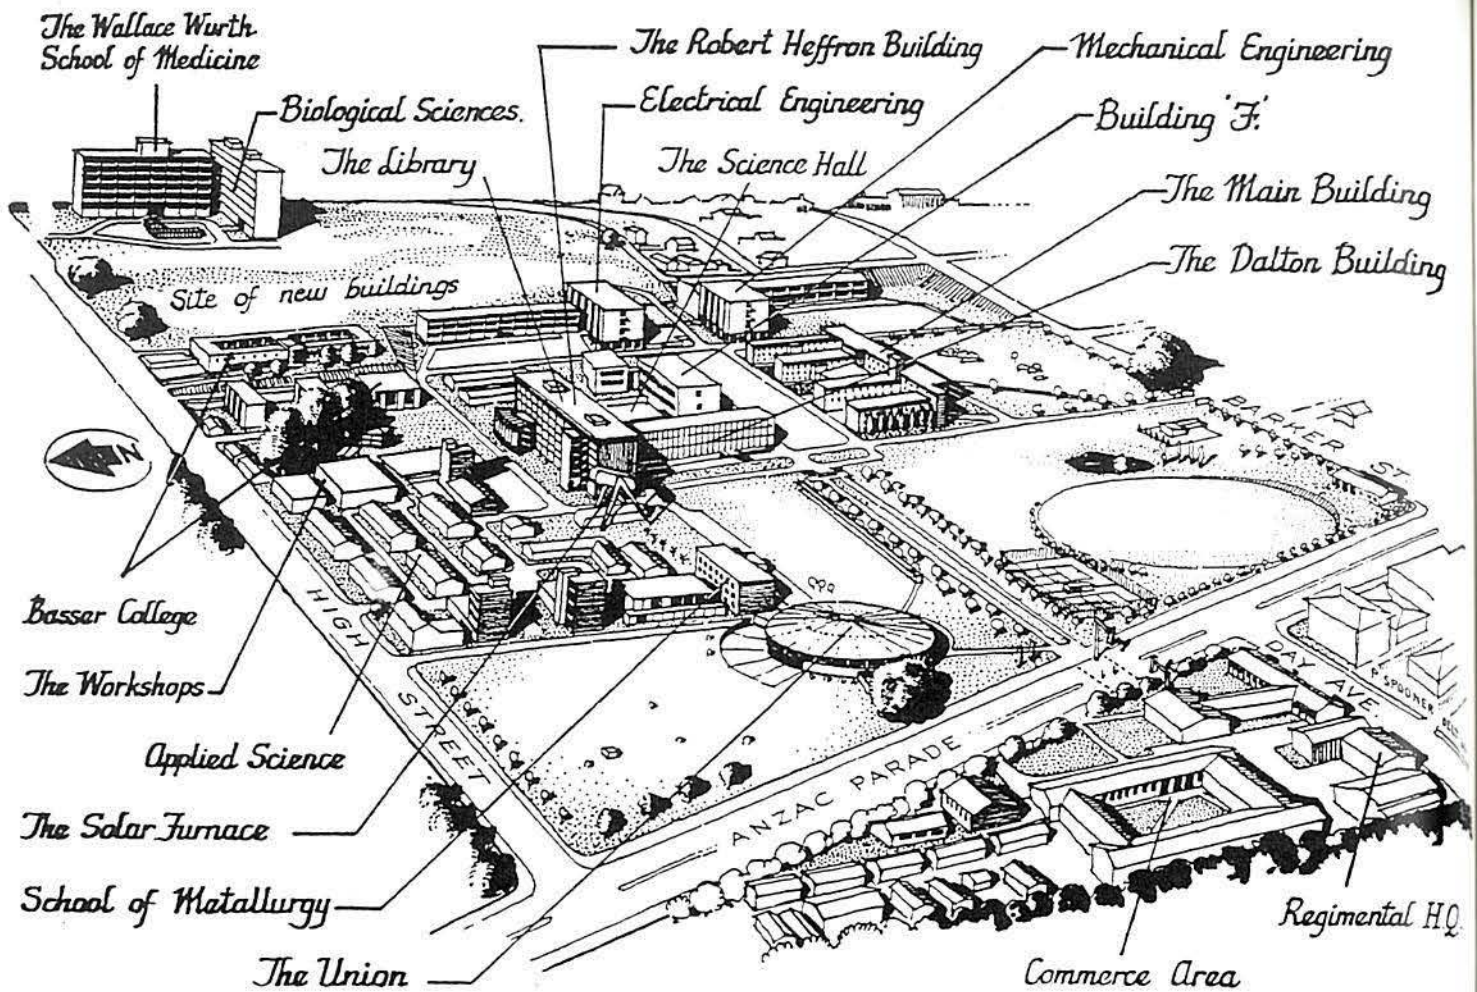 The Wallace Wurth
School of Medicine
Biological Sciences.
The Library
The Robert Heffron Building
Electrical Engineering
The Science Hall
Mechanical Engineering
Building 'F'.
The Main Building
The Dalton Building
Site of new buildings
N
BARKER ST
HIGH STREET
ANZAC PARADE
DAY AVE
P SPOONER
Basser College
The Workshops
Applied Science
The Solar Furnace
School of Metallurgy
The Union
Commerce Area
Regimental H.Q.